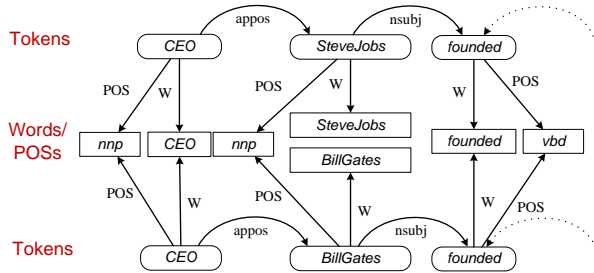 appos nsubj
Tokens CEO SteveJobs founded
POS W POS W POS
W
Words/ SteveJobs
POSs nnp CEO nnp founded vbd
BillGates
POS W POS W W POS
appos nsubj
Tokens CEO BillGates founded